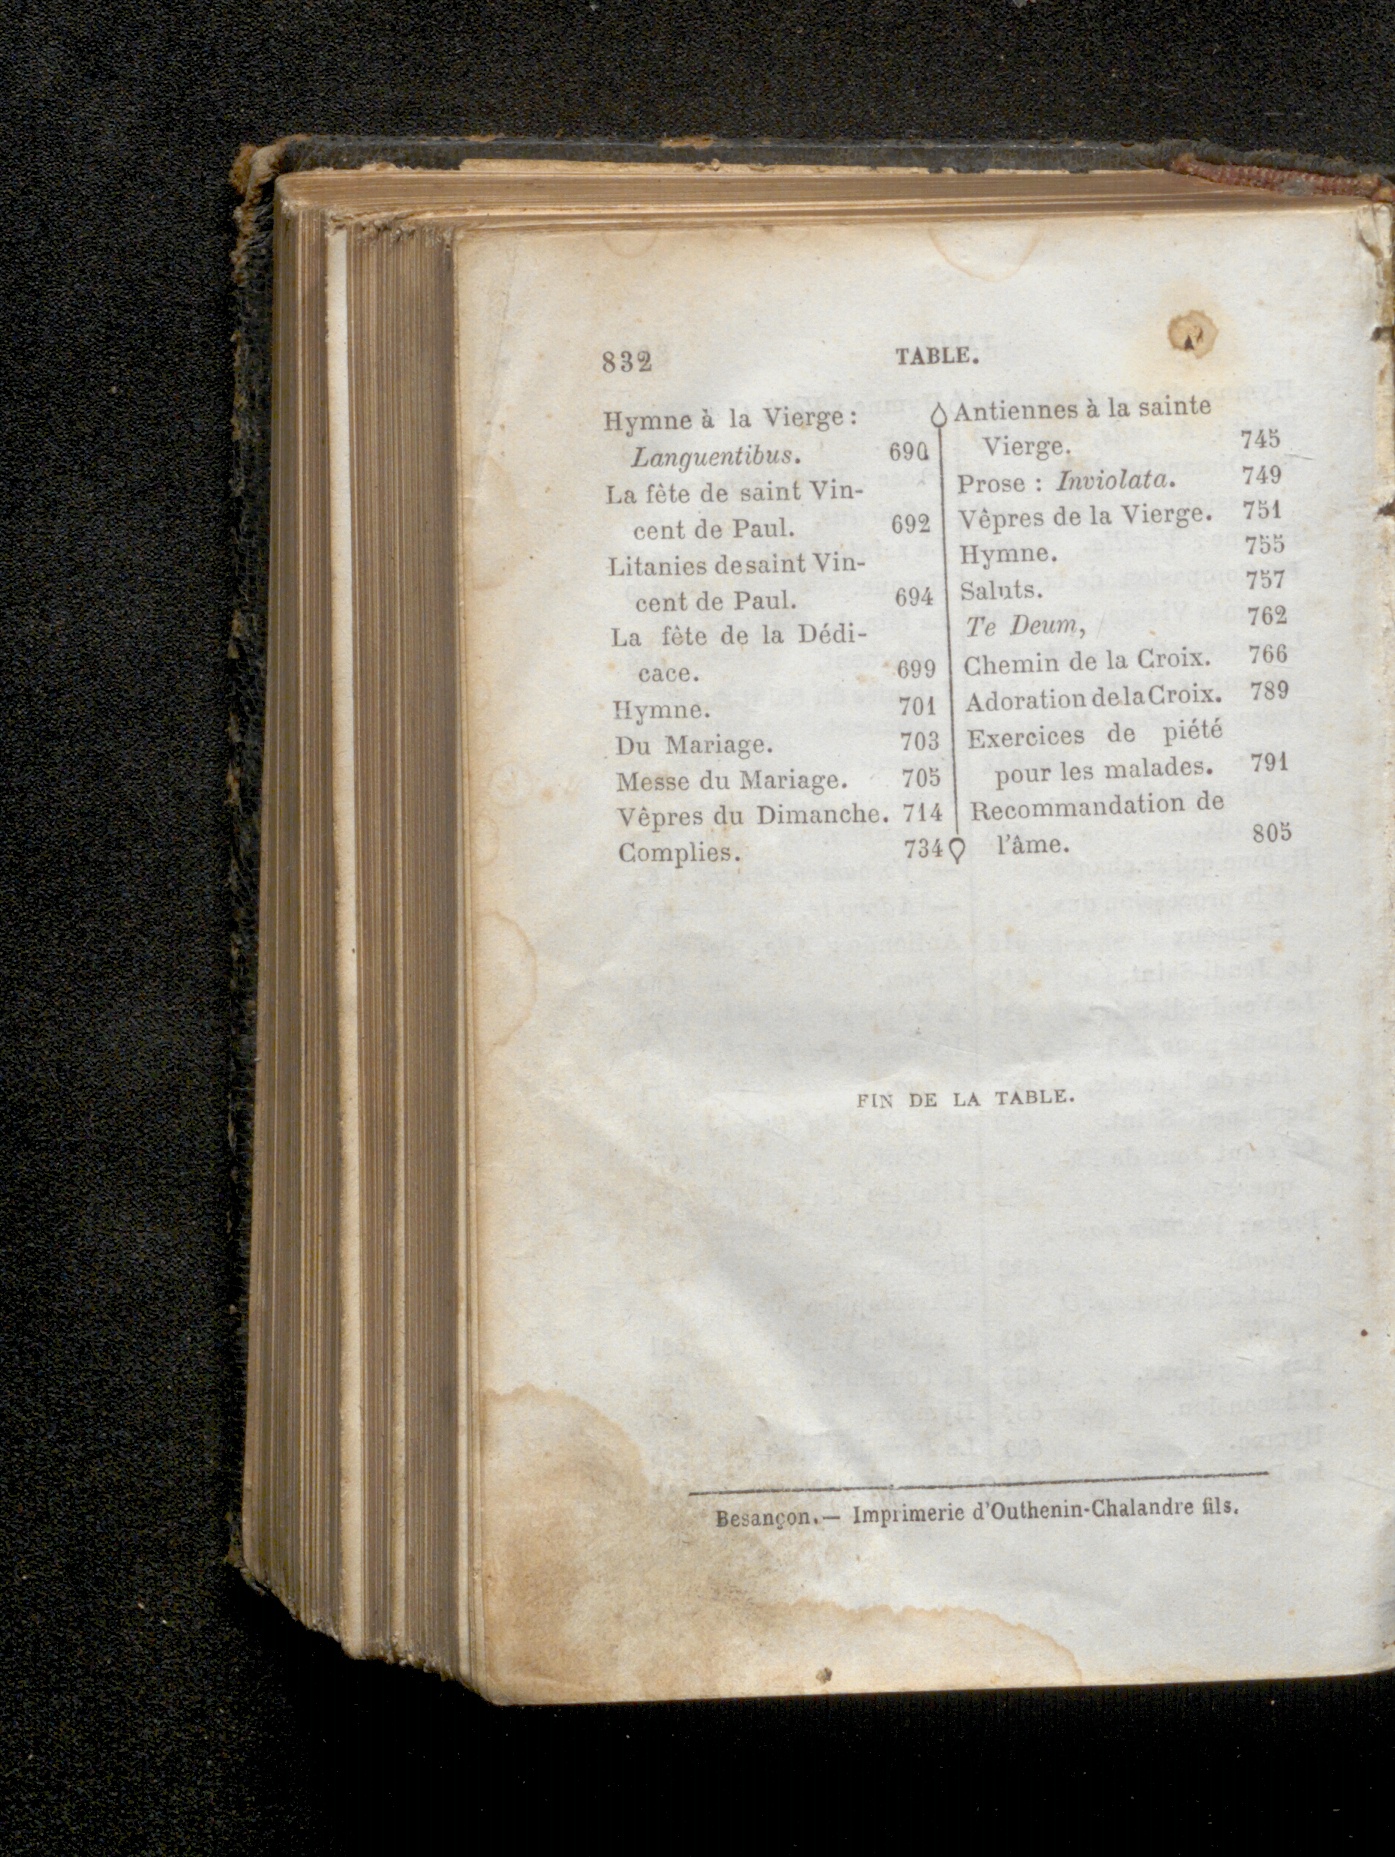 832 TABLE.
Hymne à la Vierge :
Languentibus. 690
La fête de saint Vin-
cent de Paul. 692
Litanies de saint Vin-
cent de Paul. 694
La fête de la Dédi-
cace. 699
Hymne. 701
Du Mariage. 703
Messe du Mariage. 705
Vêpres du Dimanche. 714
Complies. 734
Antiennes à la sainte
Vierge. 745
Prose : Inviolata. 749
Vêpres de la Vierge. 751
Hymne. 755
Saluts. 757
Te Deum, 762
Chemin de la Croix. 766
Adoration de la Croix. 789
Exercices de piété
pour les malades. 791
Recommandation de
l'âme. 805
FIN DE LA TABLE.
Besançon.— Imprimerie d'Outhenin-Chalandre fils.